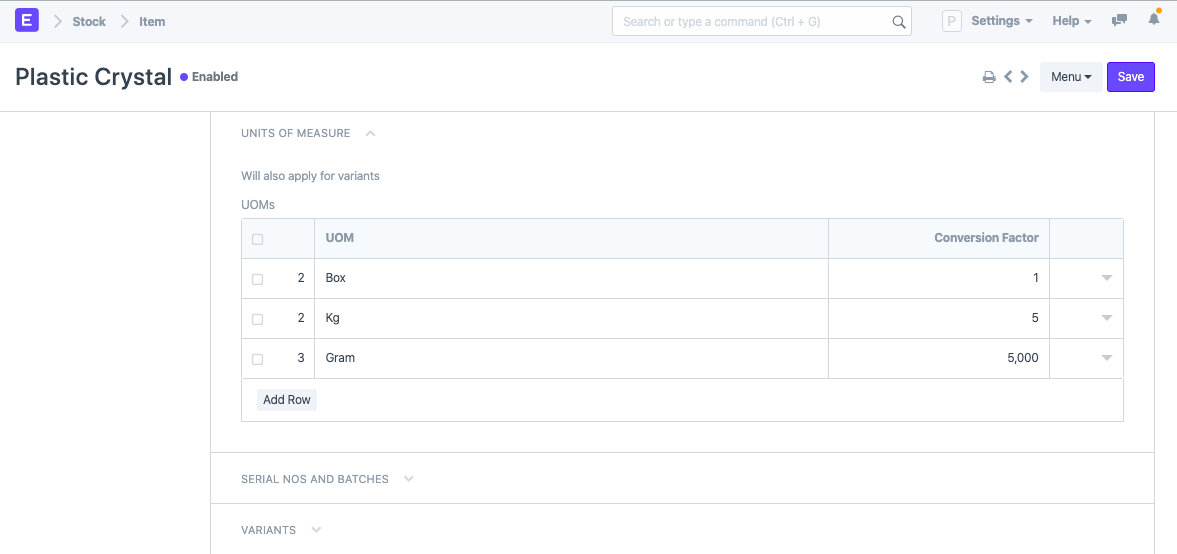 E Stock Item Search or type a command (Ctrl + G) P Settings Help
Plastic Crystal Enabled Menu Save
UNITS OF MEASURE
Will also apply for variants
UOMs
UOM Conversion Factor
2 Box 1
2 Kg 5
3 Gram 5,000
Add Row
SERIAL NOS AND BATCHES
VARIANTS